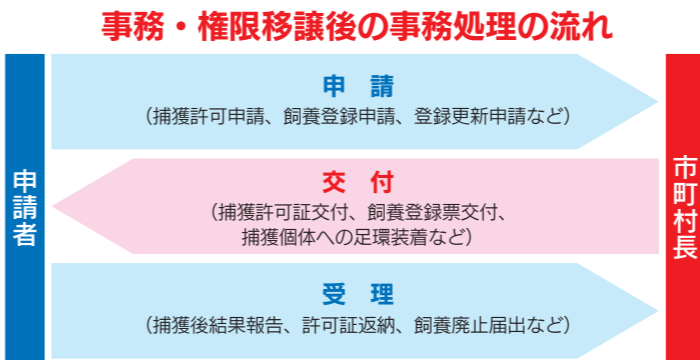 事務・権限移譲後の事務処理の流れ
申請者
申　請
（捕獲許可申請、飼養登録申請、登録更新申請など）
交　付
（捕獲許可証交付、飼養登録票交付、
捕獲個体への足環装着など）
受　理
（捕獲後結果報告、許可証返納、飼養廃止届出など）
市町村長